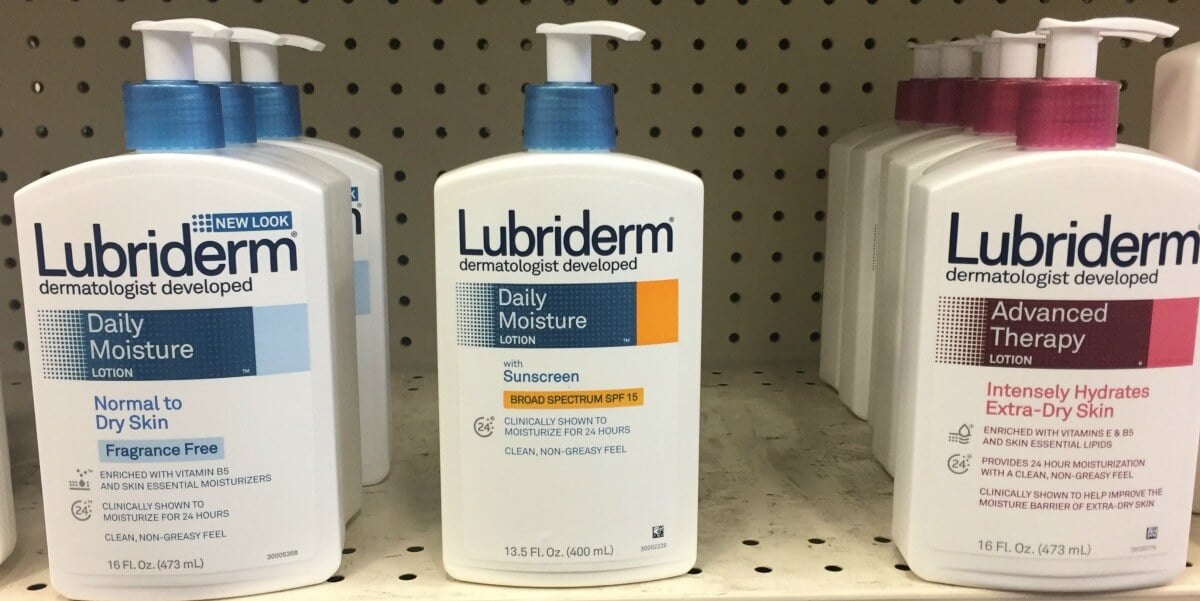 NEW LOOK
Lubriderm®
dermatologist developed
Daily
Moisture
LOTION
™
Normal to
Dry Skin
Fragrance Free
ENRICHED WITH VITAMIN B5
AND SKIN ESSENTIAL MOISTURIZERS
24
CLINICALLY SHOWN TO
MOISTURIZE FOR 24 HOURS
CLEAN, NON-GREASY FEEL
16 Fl. Oz. (473 mL)
Lubriderm®
dermatologist developed
Daily
Moisture
LOTION
™
with
Sunscreen
BROAD SPECTRUM SPF 15
24
CLINICALLY SHOWN TO
MOISTURIZE FOR 24 HOURS
CLEAN, NON-GREASY FEEL
13.5 Fl. Oz. (400 mL)
Lubriderm
dermatologist developed
Advanced
Therapy
LOTION
Intensely Hydrates
Extra-Dry Skin
ENRICHED WITH VITAMINS E & B5
AND SKIN ESSENTIAL LIPIDS
24
PROVIDES 24 HOUR MOISTURIZATION
WITH A CLEAN, NON-GREASY FEEL
CLINICALLY SHOWN TO HELP IMPROVE THE
MOISTURE BARRIER OF EXTRA-DRY SKIN
16 Fl. Oz. (473 mL)